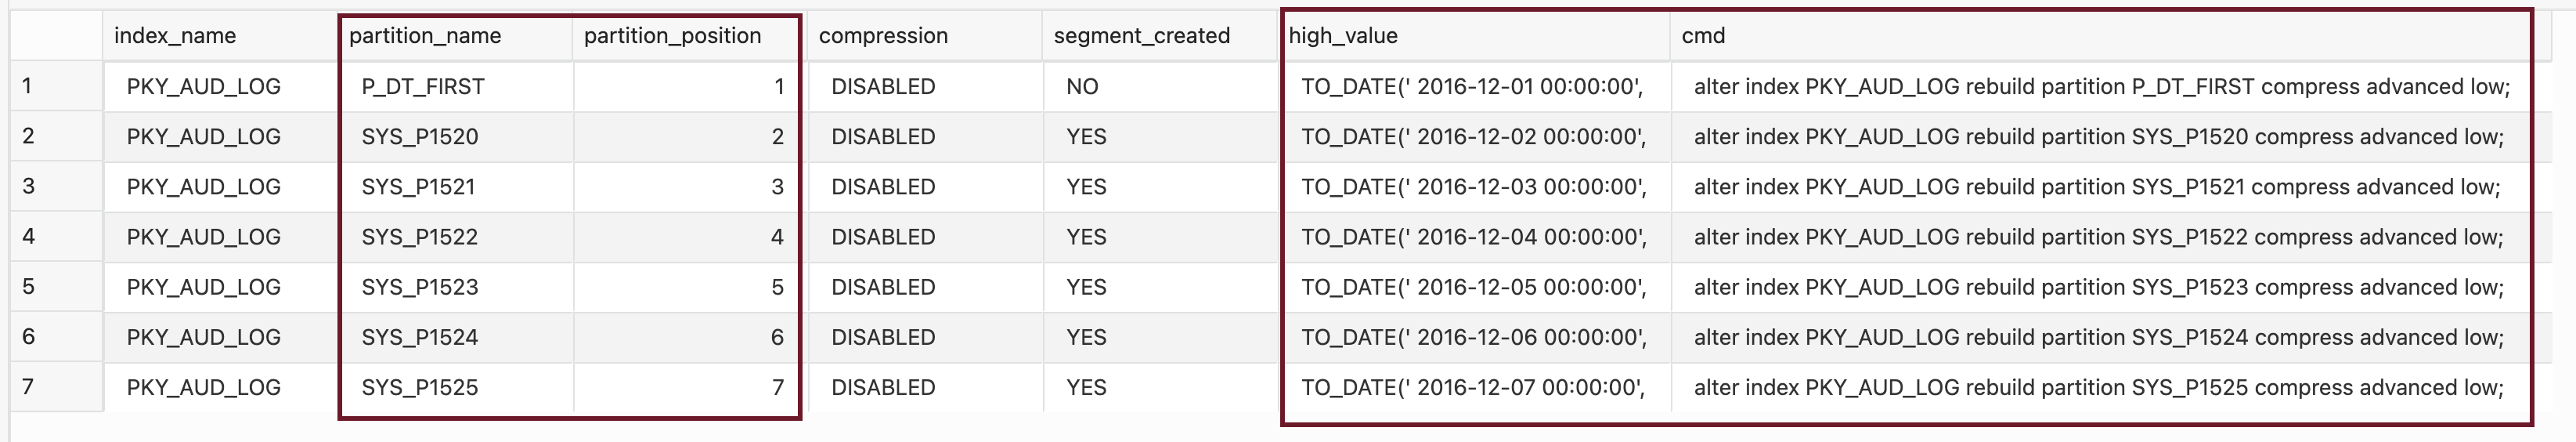 index_name partition_name partition_position compression segment_created high_value cmd
1 PKY_AUD_LOG P_DT_FIRST 1 DISABLED NO TO_DATE(' 2016-12-01 00:00:00', alter index PKY_AUD_LOG rebuild partition P_DT_FIRST compress advanced low;
2 PKY_AUD_LOG SYS_P1520 2 DISABLED YES TO_DATE(' 2016-12-02 00:00:00', alter index PKY_AUD_LOG rebuild partition SYS_P1520 compress advanced low;
3 PKY_AUD_LOG SYS_P1521 3 DISABLED YES TO_DATE(' 2016-12-03 00:00:00', alter index PKY_AUD_LOG rebuild partition SYS_P1521 compress advanced low;
4 PKY_AUD_LOG SYS_P1522 4 DISABLED YES TO_DATE(' 2016-12-04 00:00:00', alter index PKY_AUD_LOG rebuild partition SYS_P1522 compress advanced low;
5 PKY_AUD_LOG SYS_P1523 5 DISABLED YES TO_DATE(' 2016-12-05 00:00:00', alter index PKY_AUD_LOG rebuild partition SYS_P1523 compress advanced low;
6 PKY_AUD_LOG SYS_P1524 6 DISABLED YES TO_DATE(' 2016-12-06 00:00:00', alter index PKY_AUD_LOG rebuild partition SYS_P1524 compress advanced low;
7 PKY_AUD_LOG SYS_P1525 7 DISABLED YES TO_DATE(' 2016-12-07 00:00:00', alter index PKY_AUD_LOG rebuild partition SYS_P1525 compress advanced low;